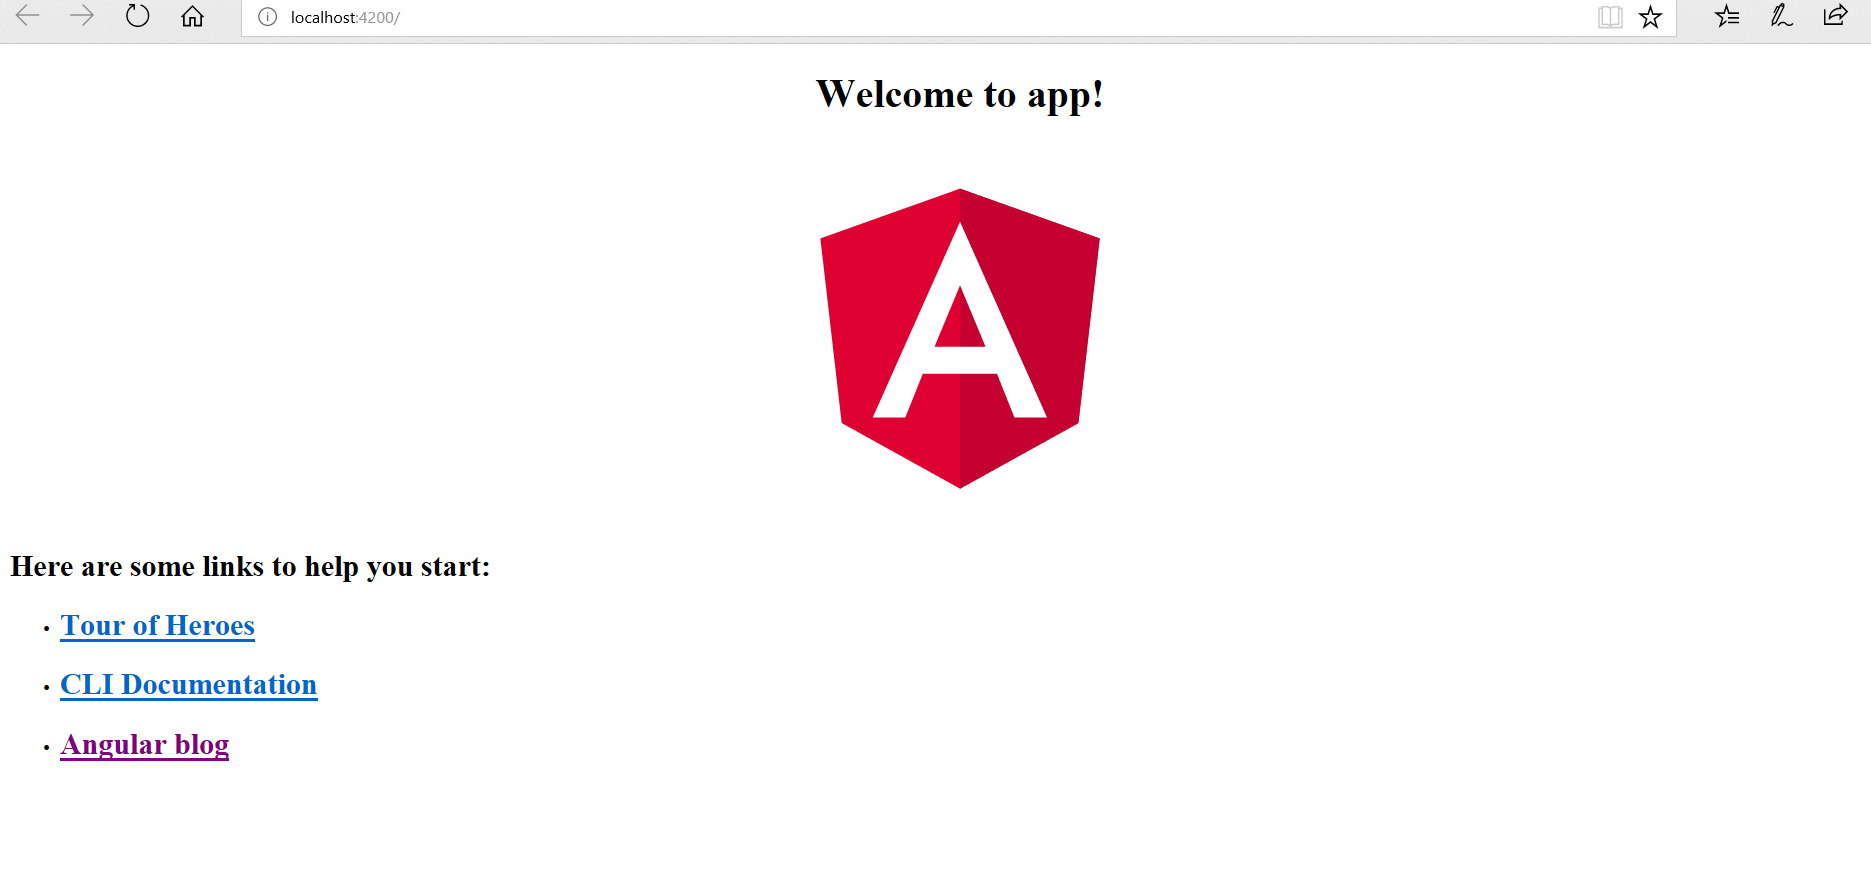 localhost:4200/
Welcome to app!
A
Here are some links to help you start:
Tour of Heroes
CLI Documentation
Angular blog